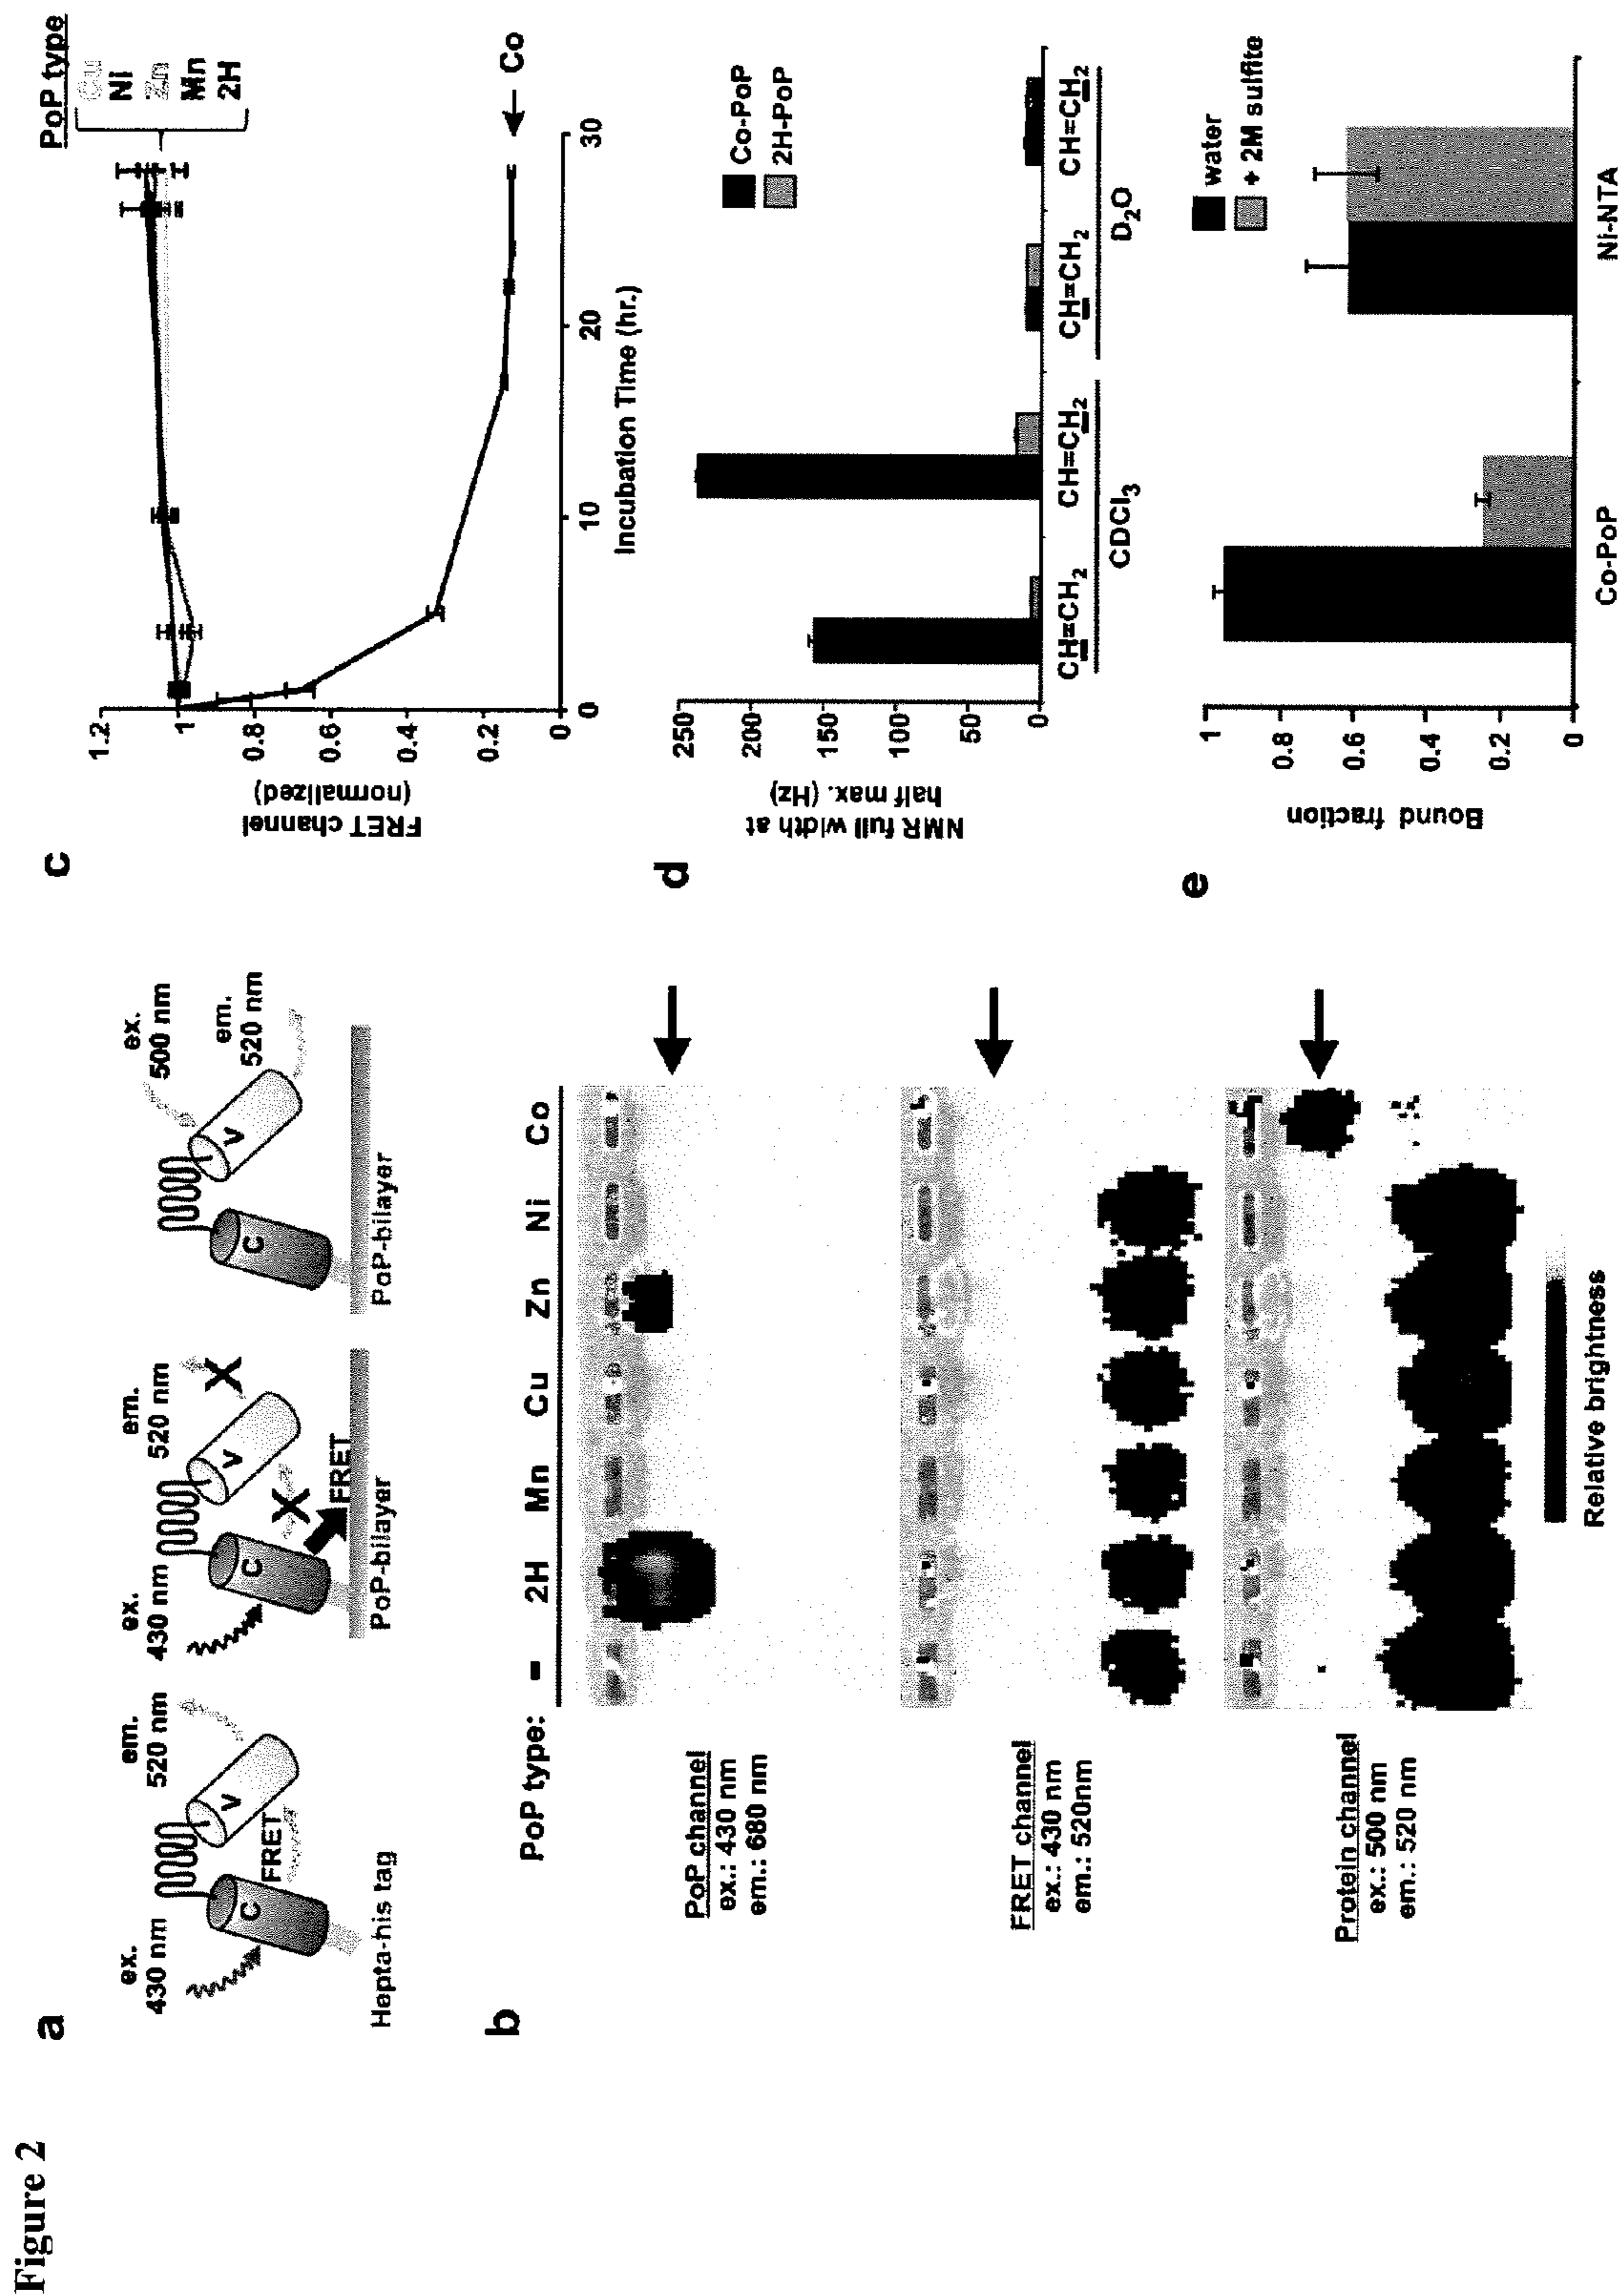 Figure 2
a
ex.
430 nm
em.
520 nm
C
V
FRET
Hepta-his tag
ex.
430 nm
em.
520 nm
C
V
X
X
FRET
PoP-bilayer
ex.
500 nm
em.
520 nm
C
V
PoP-bilayer
b
PoP type: – 2H Mn Cu Zn Ni Co
PoP channel
ex.: 430 nm
em.: 680 nm
FRET channel
ex.: 430 nm
em.: 520nm
Protein channel
ex.: 500 nm
em.: 520 nm
Relative brightness
c
FRET channel
(normalized)
1.2
1
0.8
0.6
0.4
0.2
0
0 10 20 30
Incubation Time (hr.)
PoP type
Cu
Ni
Zn
Mn
2H
Co
d
NMR full width at
half max. (Hz)
250
200
150
100
50
0
Co-PoP
2H-PoP
CH=CH2 CH=CH2 CH=CH2 CH=CH2
CDCl3 D2O
e
Bound fraction
1
0.8
0.6
0.4
0.2
0
water
+ 2M sulfite
Co-PoP Ni-NTA